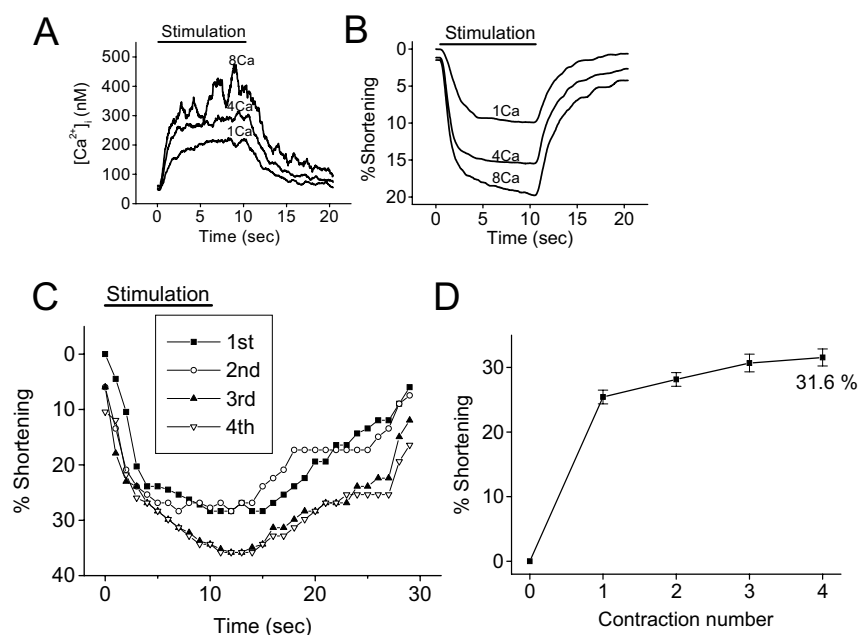 A
Stimulation
500
400
300
200
100
0
[Ca²⁺]ᵢ (nM)
8Ca
4Ca
1Ca
0 5 10 15 20
Time (sec)
B
Stimulation
0
5
10
15
20
%Shortening
1Ca
4Ca
8Ca
0 5 10 15 20
Time (sec)
C
Stimulation
1st
2nd
3rd
4th
0
10
20
30
40
% Shortening
0 10 20 30
Time (sec)
D
30
20
10
0
% Shortening
31.6 %
0 1 2 3 4
Contraction number